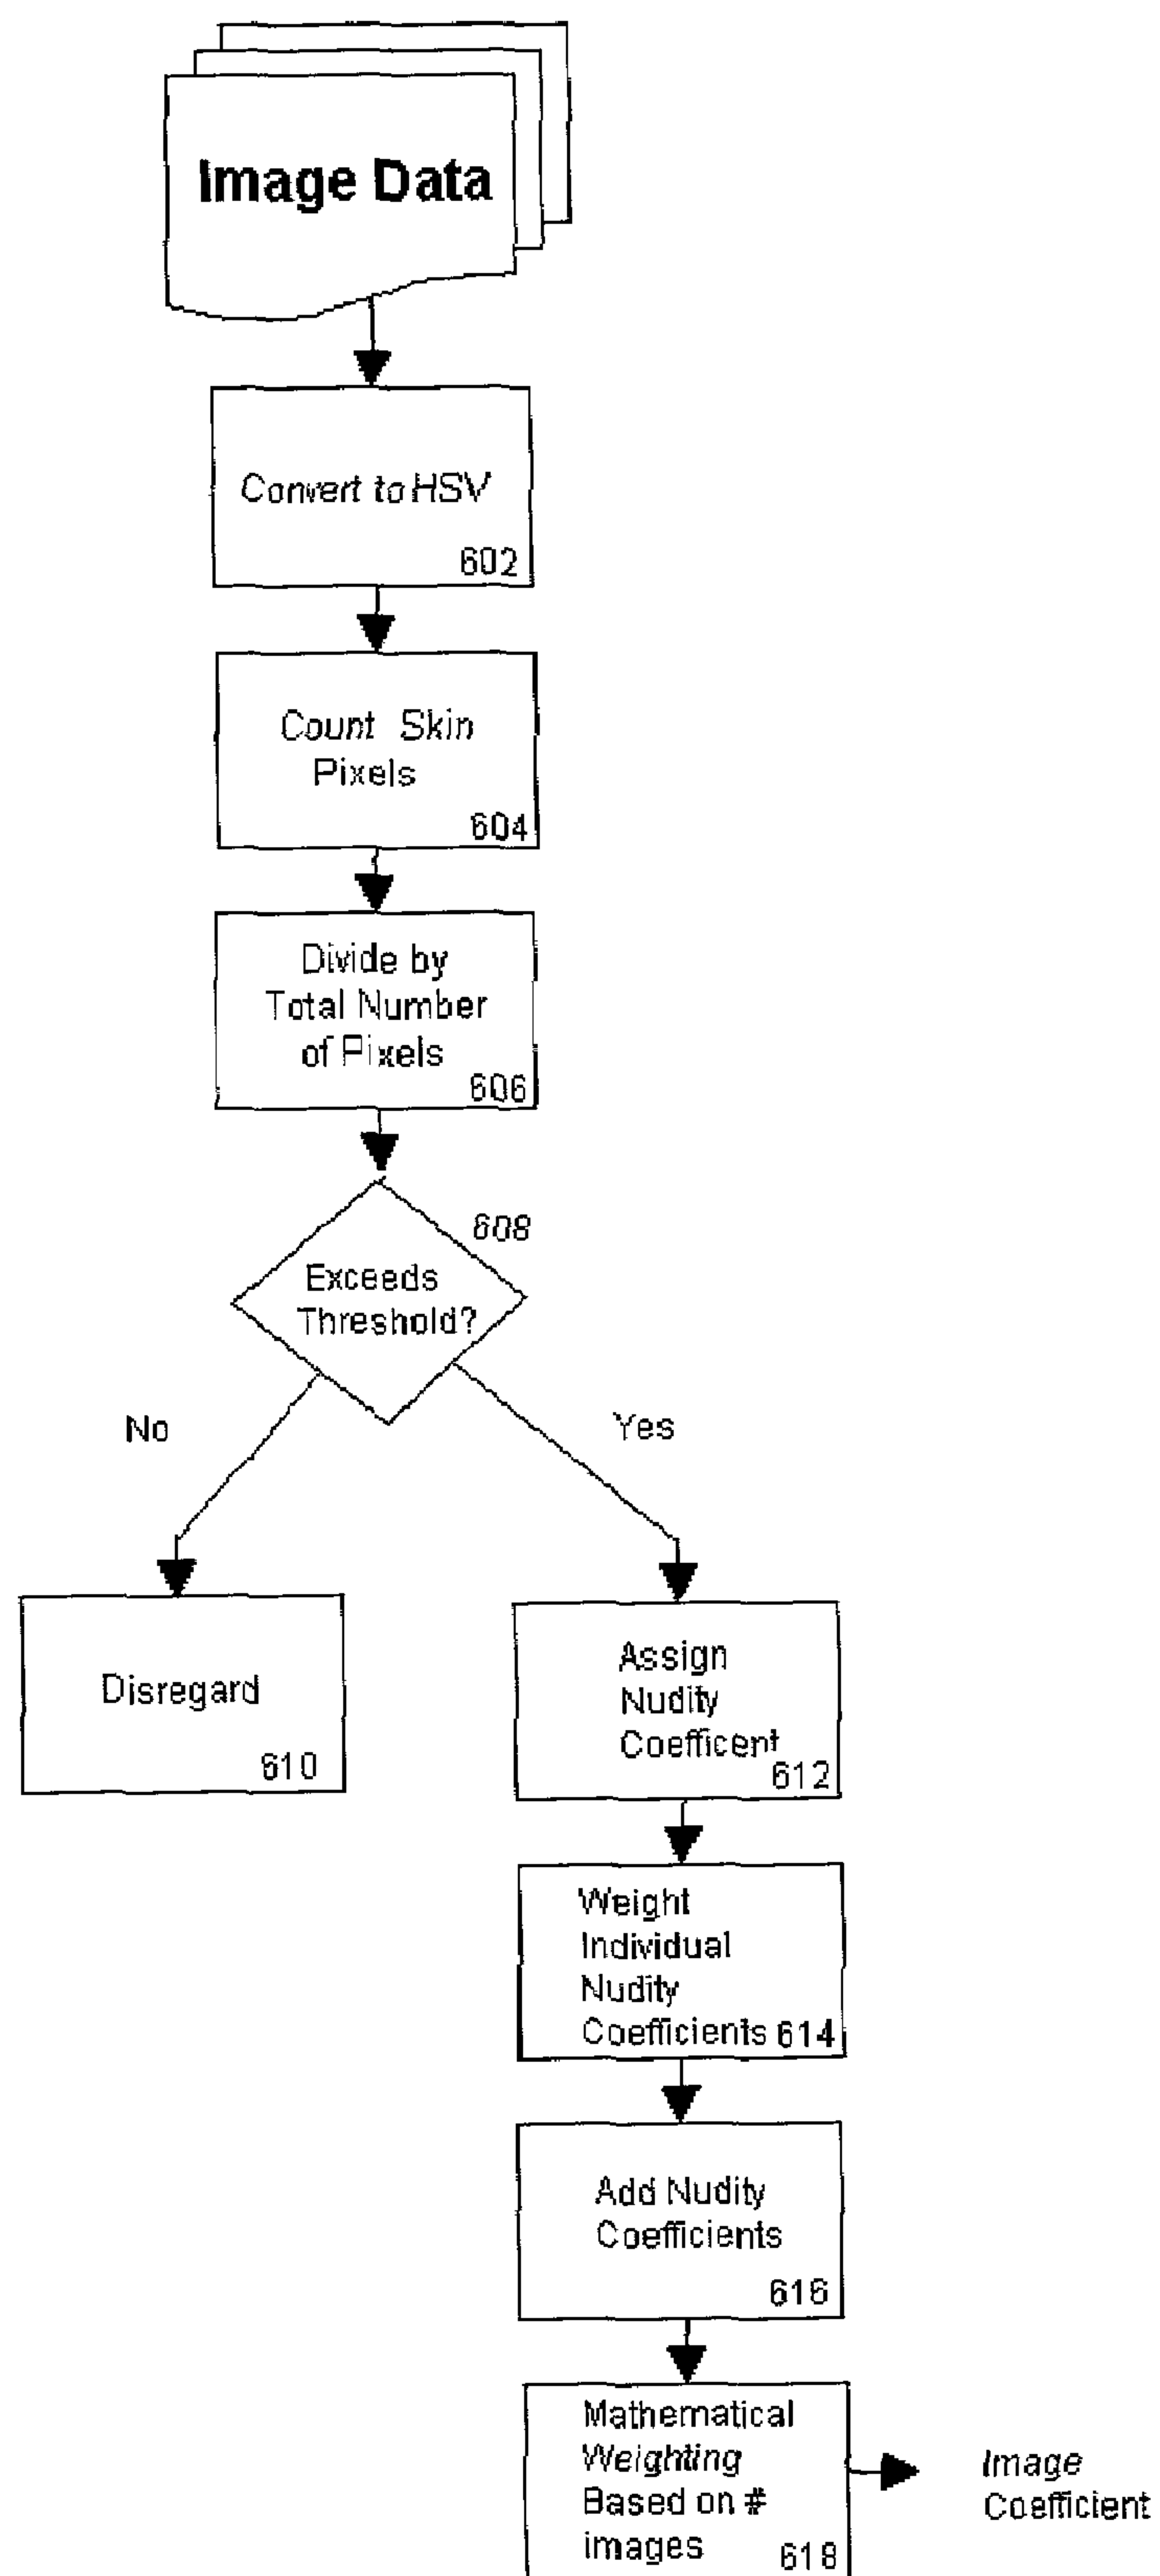 Image Data
Convert to HSV
602
Count Skin
Pixels
604
Divide by
Total Number
of Pixels
606
608
Exceeds
Threshold?
No
Yes
Disregard
610
Assign
Nudity
Coefficent
612
Weight
Individual
Nudity
Coefficients 614
Add Nudity
Coefficients
616
Mathematical
Weighting
Based on #
images
618
Image
Coefficient